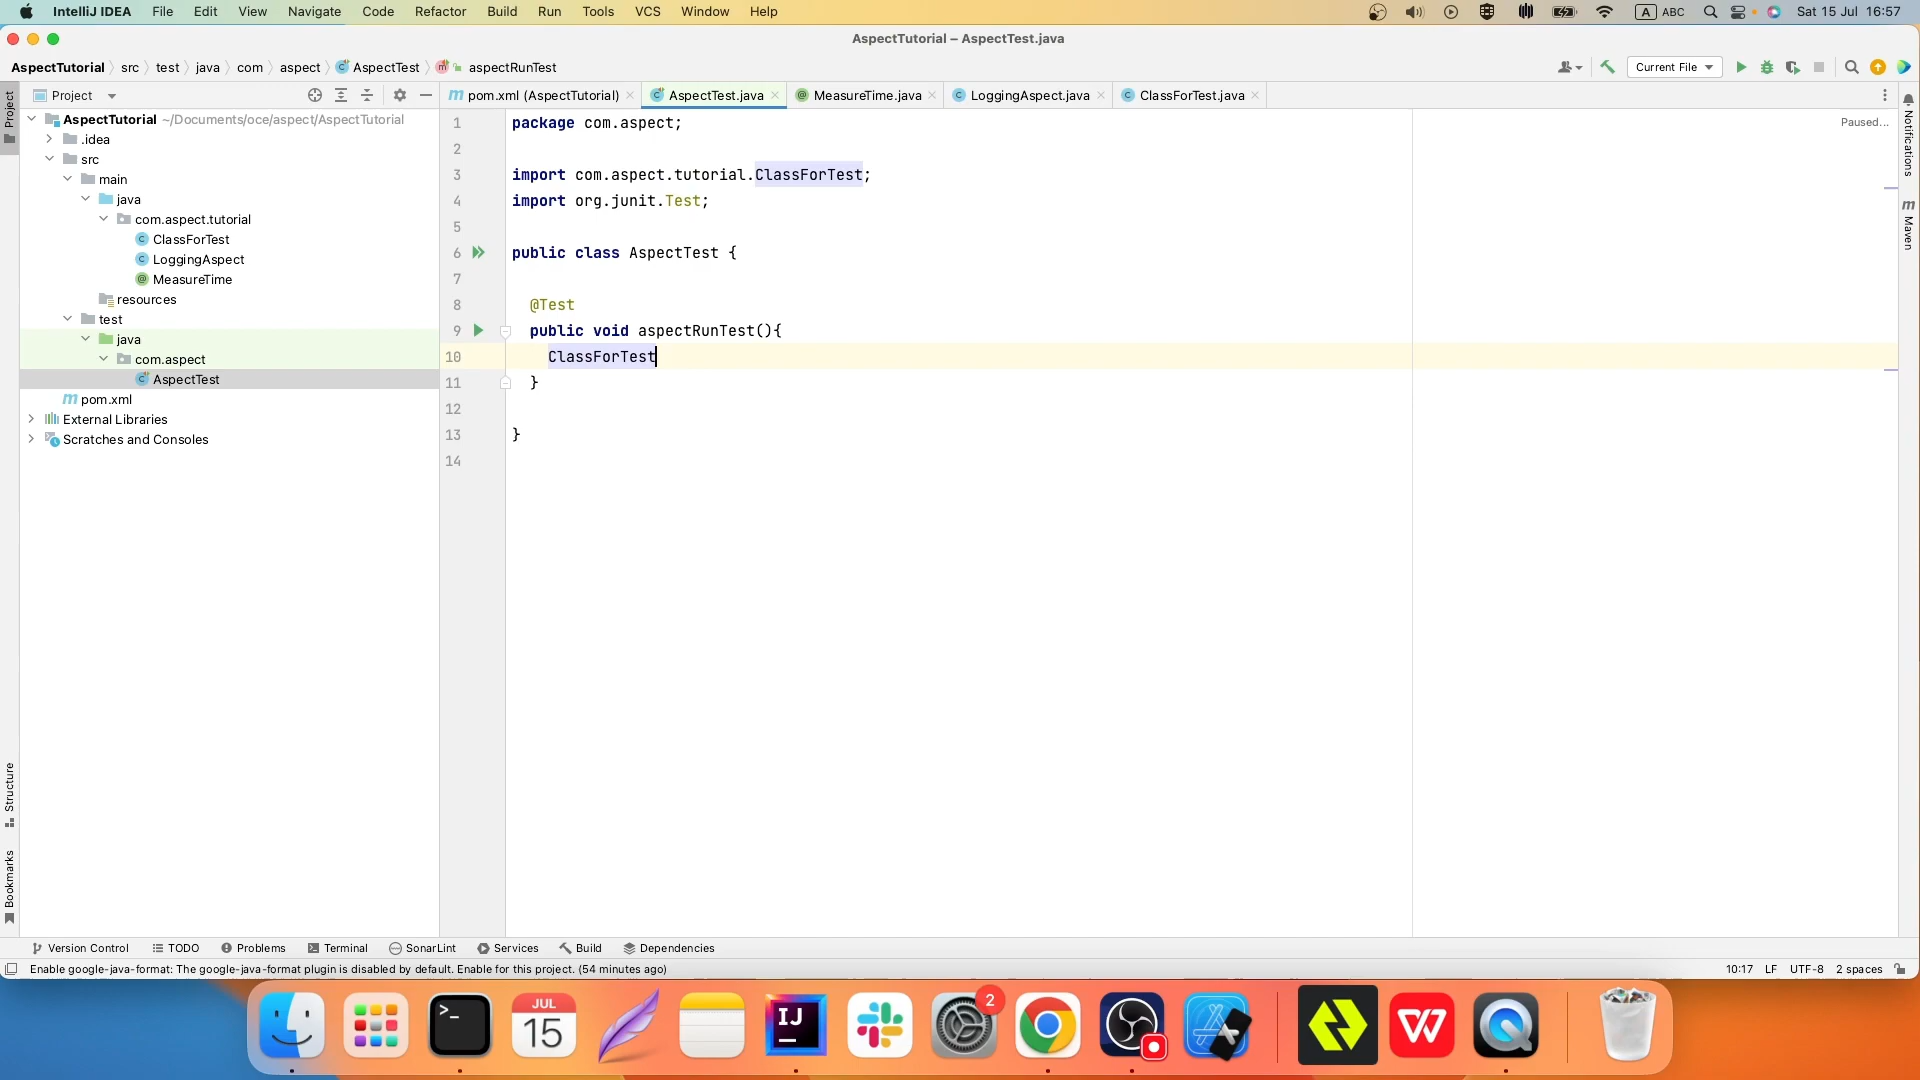 IntelliJ IDEA File Edit View Navigate Code Refactor Build Run Tools VCS Window Help A ABC Sat 15 Jul 16:57
AspectTutorial – AspectTest.java
AspectTutorial src test java com aspect AspectTest aspectRunTest Current File
Project pom.xml (AspectTutorial) AspectTest.java MeasureTime.java LoggingAspect.java ClassForTest.java
Project
Notifications
Maven
Structure
Bookmarks
AspectTutorial ~/Documents/oce/aspect/AspectTutorial
.idea
src
main
java
com.aspect.tutorial
ClassForTest
LoggingAspect
MeasureTime
resources
test
java
com.aspect
AspectTest
pom.xml
External Libraries
Scratches and Consoles
Paused...
1 package com.aspect;
2
3 import com.aspect.tutorial.ClassForTest;
4 import org.junit.Test;
5
6 public class AspectTest {
7
8 @Test
9 public void aspectRunTest(){
10 ClassForTest
11 }
12
13 }
14
Version Control TODO Problems Terminal SonarLint Services Build Dependencies
Enable google-java-format: The google-java-format plugin is disabled by default. Enable for this project. (54 minutes ago) 10:17 LF UTF-8 2 spaces
JUL
15
IJ
2